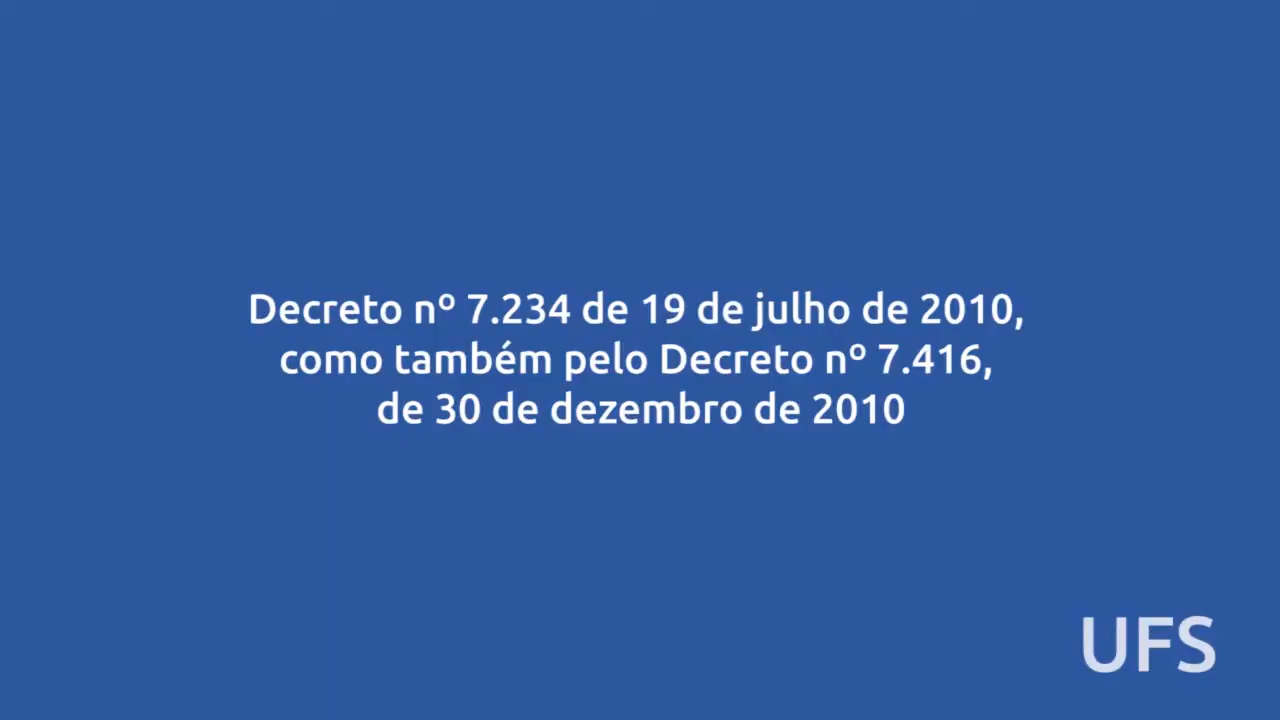 Decreto nº 7.234 de 19 de julho de 2010,
como também pelo Decreto nº 7.416,
de 30 de dezembro de 2010
UFS